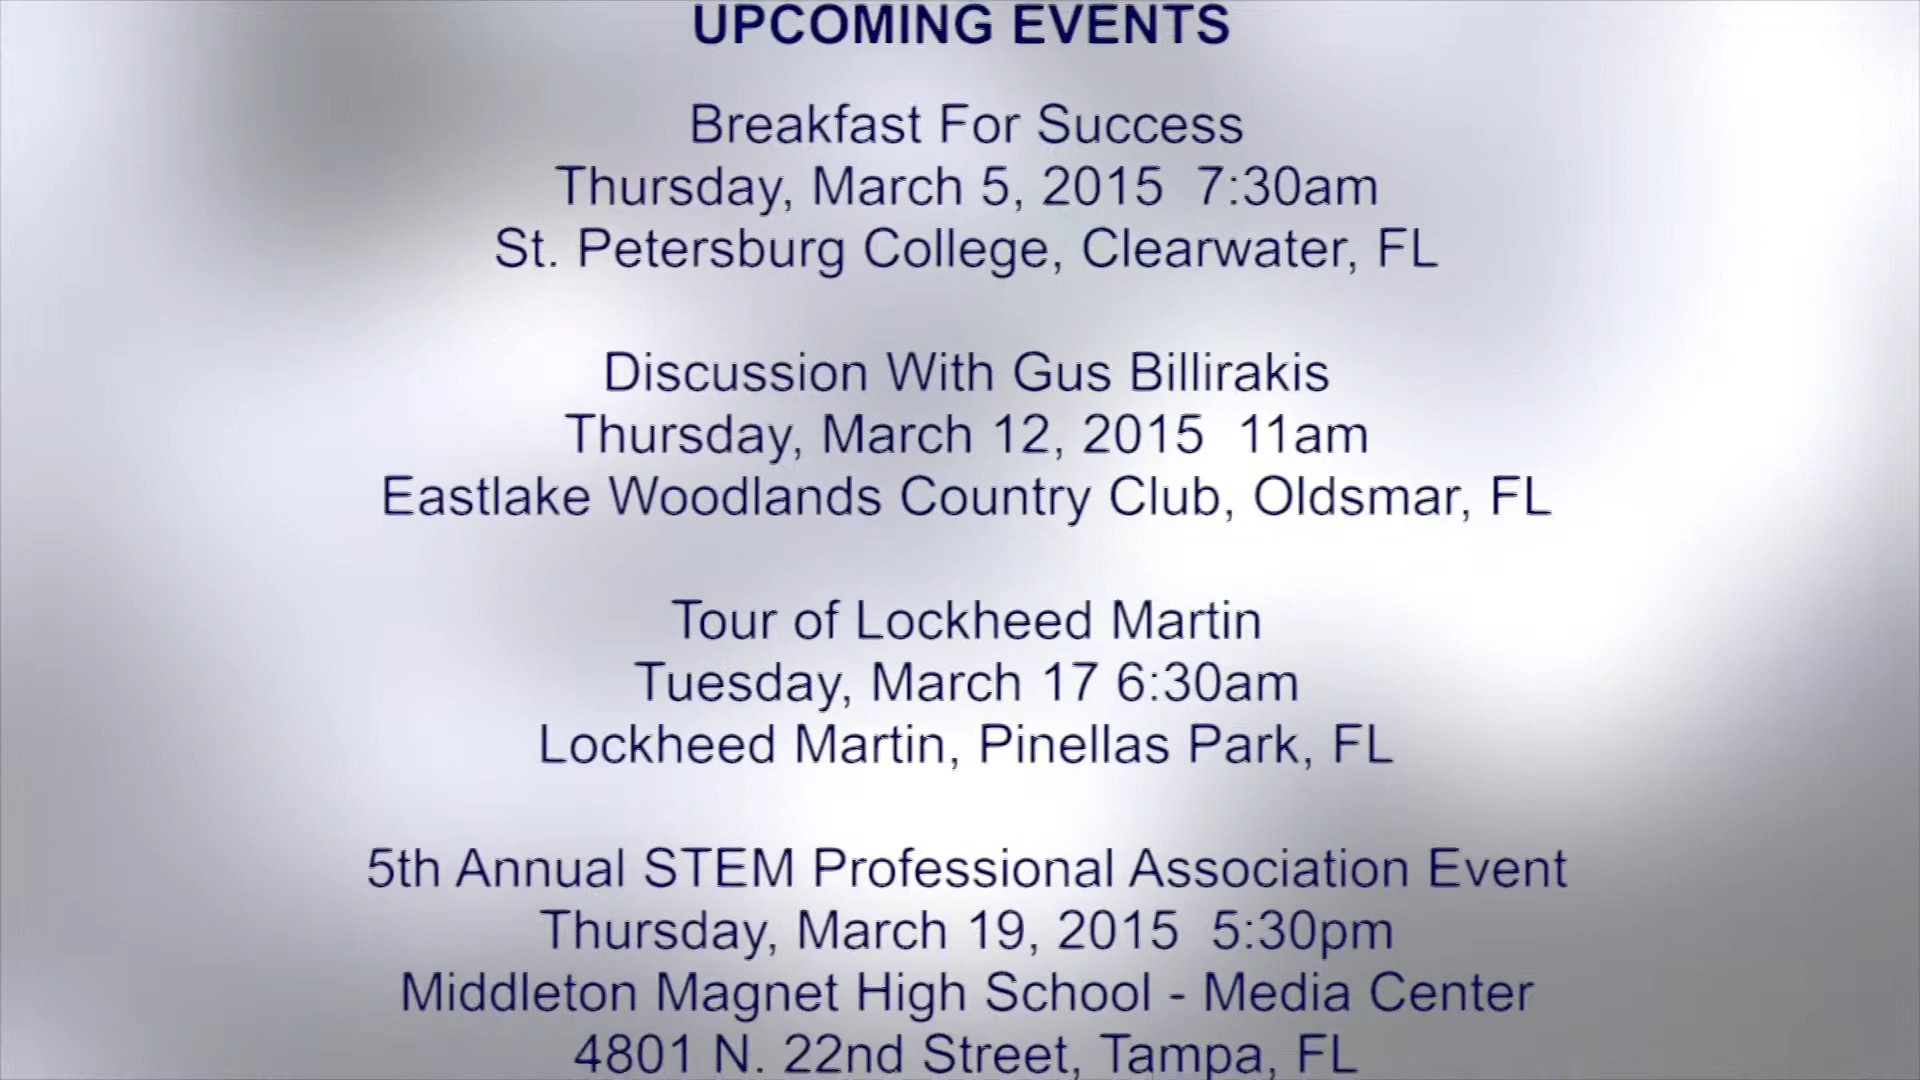 UPCOMING EVENTS
Breakfast For Success
Thursday, March 5, 2015  7:30am
St. Petersburg College, Clearwater, FL
Discussion With Gus Billirakis
Thursday, March 12, 2015  11am
Eastlake Woodlands Country Club, Oldsmar, FL
Tour of Lockheed Martin
Tuesday, March 17 6:30am
Lockheed Martin, Pinellas Park, FL
5th Annual STEM Professional Association Event
Thursday, March 19, 2015  5:30pm
Middleton Magnet High School - Media Center
4801 N. 22nd Street, Tampa, FL